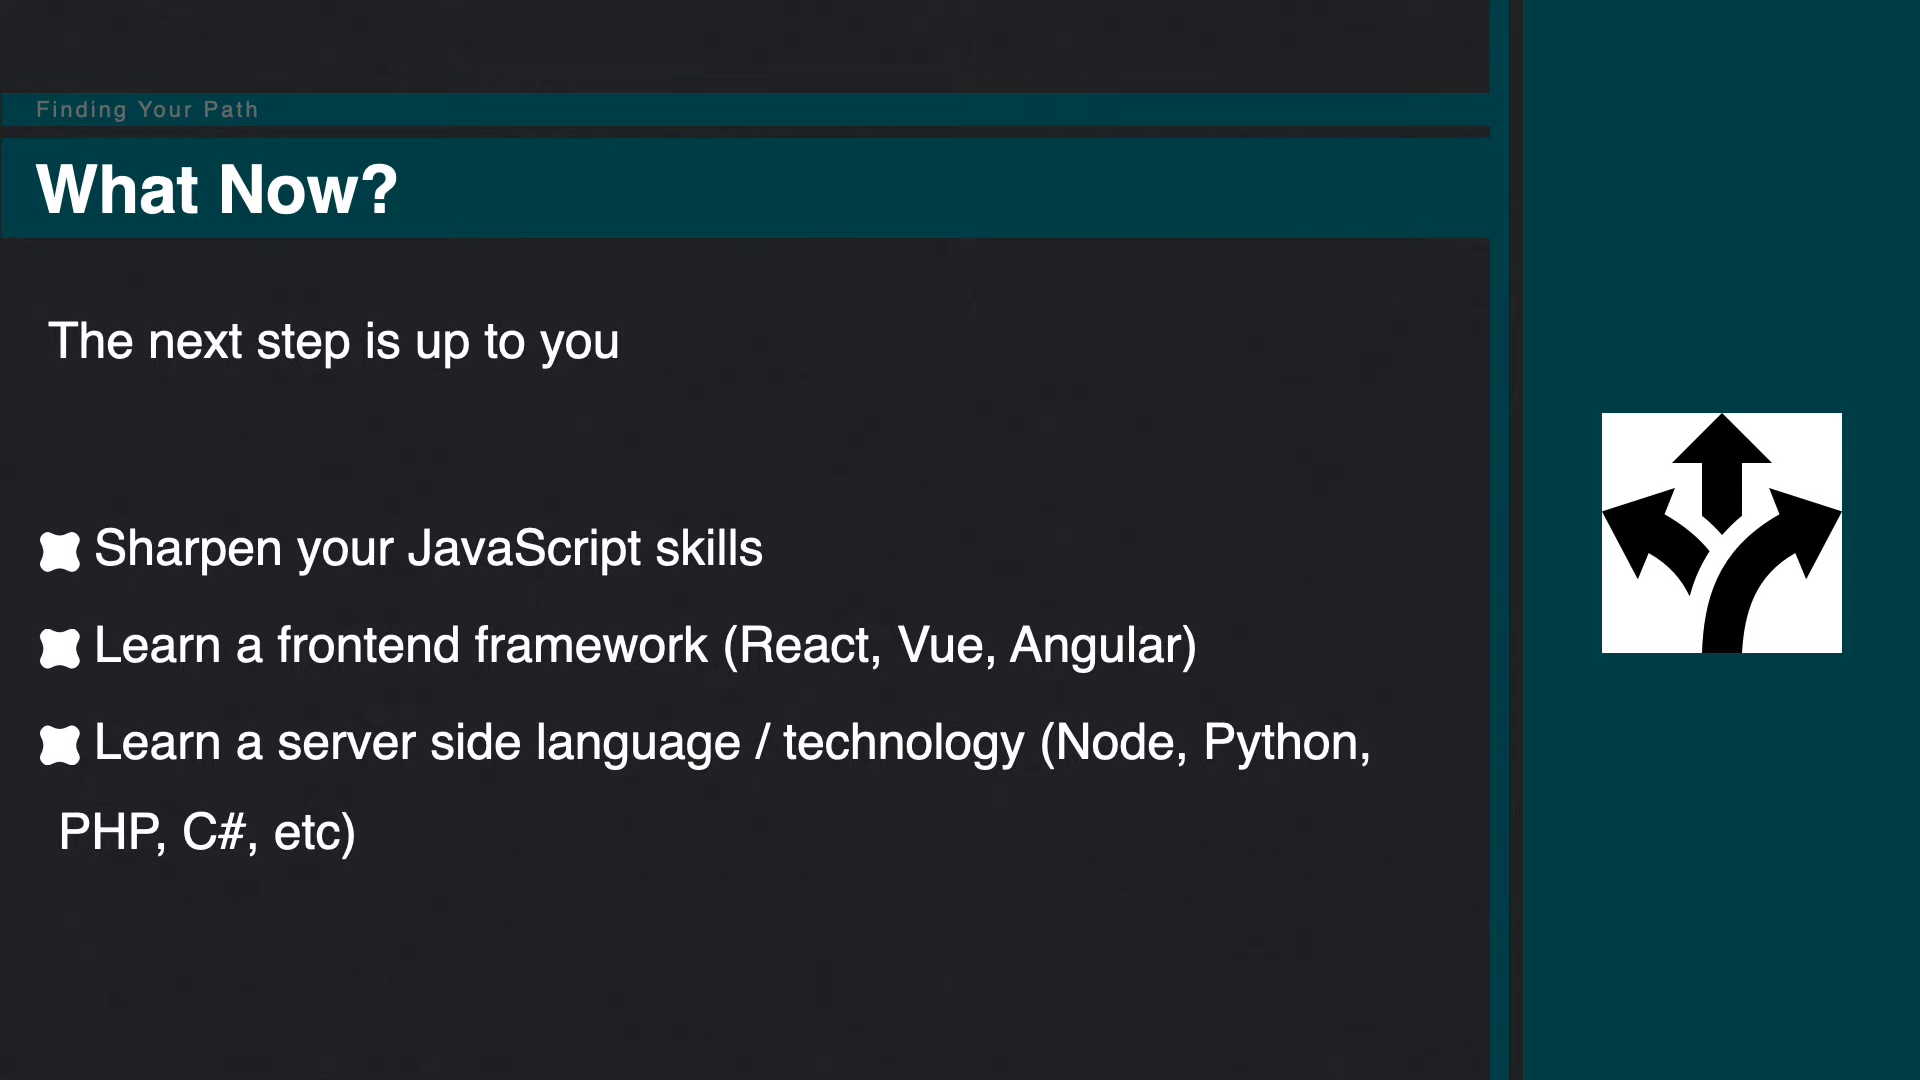 Finding Your Path
What Now?
The next step is up to you
Sharpen your JavaScript skills
Learn a frontend framework (React, Vue, Angular)
Learn a server side language / technology (Node, Python,
PHP, C#, etc)